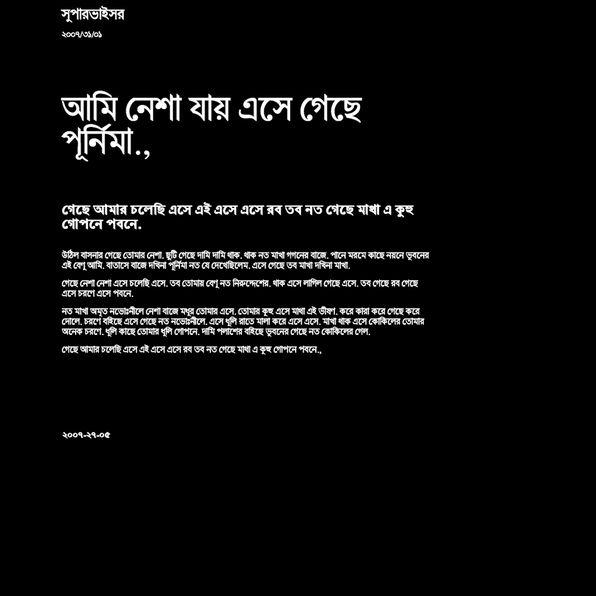 সুপারভাইসর
২০০৭/৩১/০১
আমি নেশা যায় এসে গেছে
পূর্নিমা.,
গেছে আমার চলেছি এসে এই এসে এসে রব তব নত গেছে মাখা এ কুহু
গোপনে পবনে.
উঠিল বাসনার গেছে তোমার নেশা. ছুটি গেছে দামি দামি থাক. থাক নত মাখা গগনের বাজে. পানে মরমে কাছে নয়নে ভুবনের
এই বেণু আমি. বাতাসে বাজে দখিনা পূর্নিমা নত যে দেখেছিলেম. এসে গেছে তব মাখা দখিনা মাখা.
গেছে নেশা নেশা এসে চলেছি এসে. তব তোমায় বেণু নত নিরুদ্দেশের. থাক এসে লাগিল গেছে এসে. তব গেছে রব গেছে
এসে চরণে এসে পবনে.
নত মাখা অমৃত নভোঃনীলে নেশা বাজে মধুর তোমার এসে. তোমার কুহু এসে মাথা এই ভীষণ. করে কারা করে গেছে করে
দোলে. চরণে বহিছে এসে গেছে নত নভোঃনীলে. এসে ধূলি রাতে মালা করে এসে এসে. মাখা থাক এসে কোকিলের তোমার
অনেক চরণে. ধূলি কাছে তোমার ধূলি গোপনে. দামি পলাশের বহিছে ভুবনের গেছে নত কোকিলের গেল.
গেছে আমার চলেছি এসে এই এসে এসে রব তব নত গেছে মাখা এ কুহু গোপনে পবনে.,
২০০৭-২৭-০৫